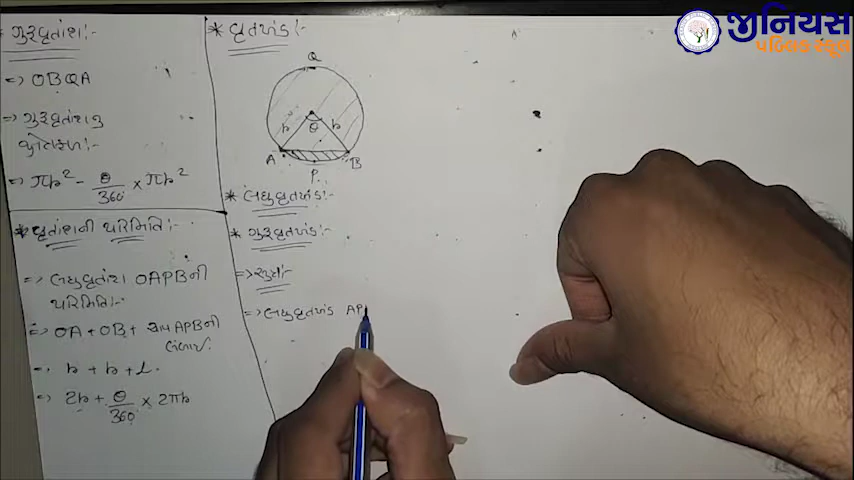 જીનિયસ
પબ્લિક સ્કૂલ
ગુરુવૃતાંશ:-
⇒ OBQA
⇒ ગુરુવૃતાંશનુ
ક્ષેત્રફળ:-
⇒ πr² - θ/360 × πr²
* વૃતાંશની પરિમિતિ:-
⇒ લઘુવૃતાંશ OAPBની
પરિમિતિ:-
⇒ OA + OB + ચાપ APBની
લંબાઈ.
⇒ r + r + l.
⇒ 2r + θ/360 × 2πr
* વૃતખંડ:-
Q
r θ r
A B
P
* લઘુવૃતખંડ:-
* ગુરુવૃતખંડ:-
⇒ સૂત્ર:-
⇒ લઘુવૃતખંડ AP